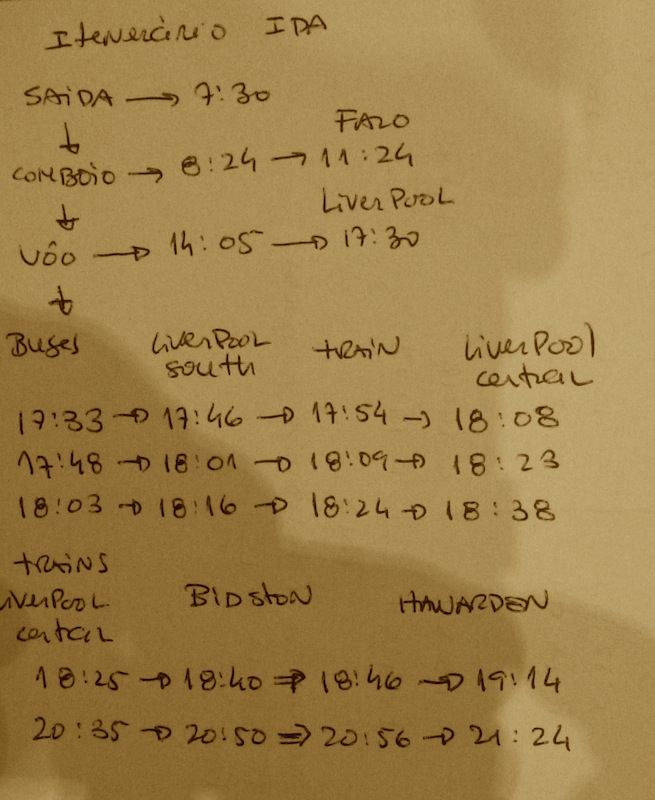 Itenerário IDA
SAiDA → 7:30
↓
FARO
COMBOiO → 8:24 → 11:24
↓
LiverPooL
VÔO → 14:05 → 17:30
↓
Buses LiverPooL south tRAiN LiverPool central
17:33 → 17:46 → 17:54 → 18:08
17:48 → 18:01 → 18:09 → 18:23
18:03 → 18:16 → 18:24 → 18:38
tRAiNS
LiverPooL central BIDstoN HAWARDEN
18:25 → 18:40 ⇒ 18:46 → 19:14
20:35 → 20:50 ⇒ 20:56 → 21:24